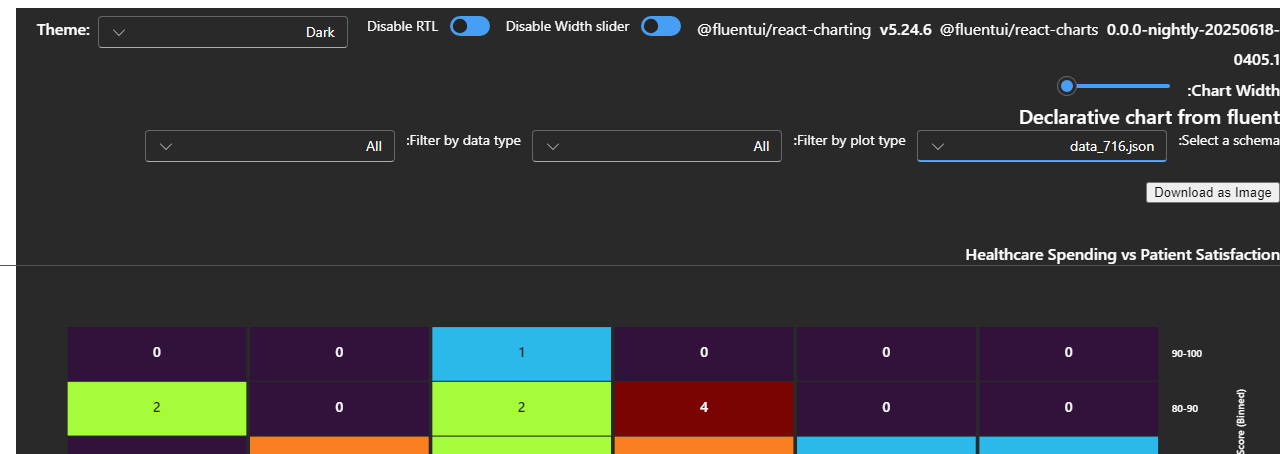 Theme: Dark Disable RTL Disable Width slider @fluentui/react-charting v5.24.6 @fluentui/react-charts 0.0.0-nightly-20250618-
0405.1
:Chart Width
Declarative chart from fluent
All :Filter by data type All :Filter by plot type data_716.json :Select a schema
Download as Image
Healthcare Spending vs Patient Satisfaction
0 0 1 0 0 0 90-100
2 0 2 4 0 0 80-90
Score (Binned)